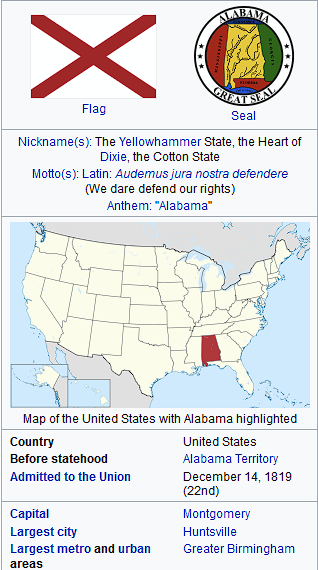 ALABAMA
GREAT SEAL
Flag
Seal
Nickname(s): The Yellowhammer State, the Heart of
Dixie, the Cotton State
Motto(s): Latin: Audemus jura nostra defendere
(We dare defend our rights)
Anthem: "Alabama"
Map of the United States with Alabama highlighted
Country United States
Before statehood Alabama Territory
Admitted to the Union December 14, 1819
(22nd)
Capital Montgomery
Largest city Huntsville
Largest metro and urban Greater Birmingham
areas